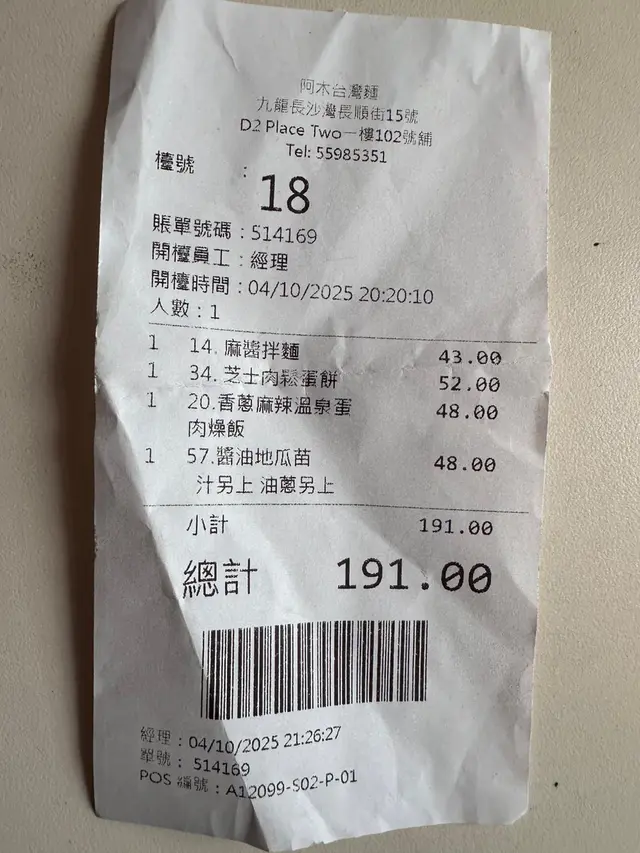 阿木台灣麵
九龍長沙灣長順街15號
D2 Place Two一樓102號舖
Tel: 55985351
檯號 : 18
賬單號碼 : 514169
開檯員工 : 經理
開檯時間 : 04/10/2025 20:20:10
人數 : 1
1 14. 麻醬拌麵 43.00
1 34. 芝士肉鬆蛋餅 52.00
1 20.香蔥麻辣溫泉蛋 48.00
肉燥飯
1 57.醬油地瓜苗 48.00
汁另上 油蔥另上
小計 191.00
總計 191.00
經理 : 04/10/2025 21:26:27
單號 : 514169
POS 編號 : A12099-S02-P-01